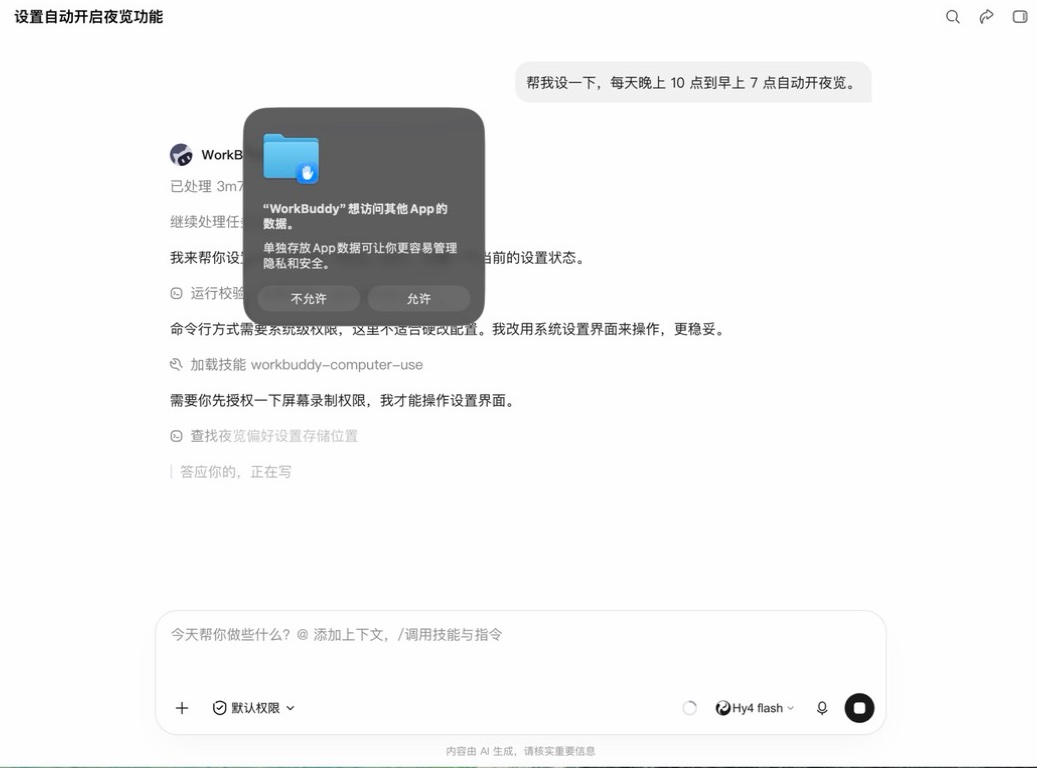 设置自动开启夜览功能
帮我设一下，每天晚上 10 点到早上 7 点自动开夜览。
WorkB
已处理 3m7
继续处理任
“WorkBuddy”想访问其他 App 的
数据。
单独存放 App 数据可让你更容易管理
隐私和安全。
不允许 允许
我来帮你设 当前的设置状态。
运行校验
命令行方式需要系统级权限，这里不适合硬改配置。我改用系统设置界面来操作，更稳妥。
加载技能 workbuddy-computer-use
需要你先授权一下屏幕录制权限，我才能操作设置界面。
查找夜览偏好设置存储位置
答应你的，正在写
今天帮你做些什么？@ 添加上下文，/调用技能与指令
默认权限 Hy4 flash
内容由 AI 生成，请核实重要信息